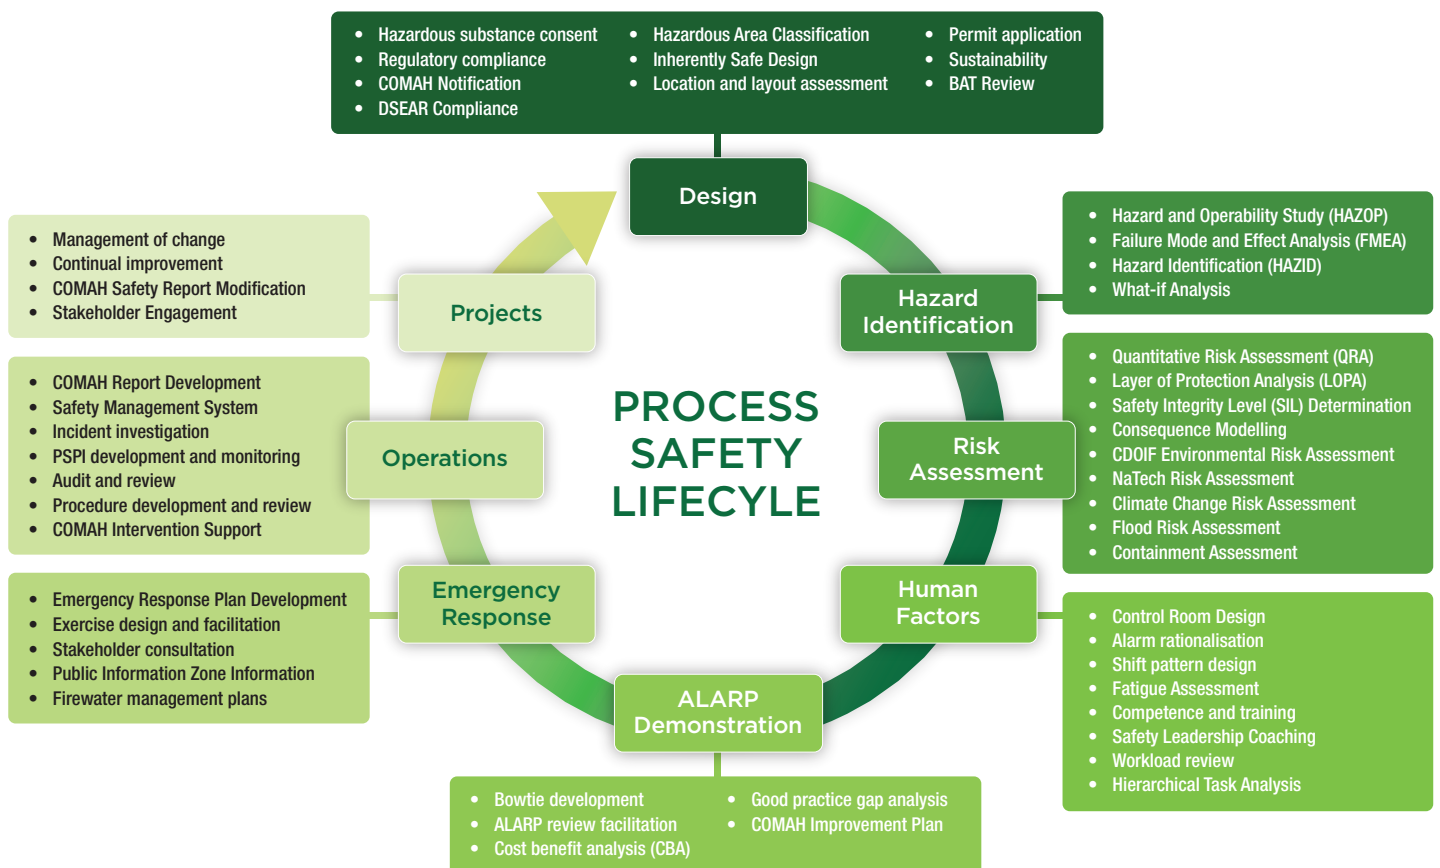 • Hazardous substance consent
• Regulatory compliance
• COMAH Notification
• DSEAR Compliance
• Hazardous Area Classification
• Inherently Safe Design
• Location and layout assessment
• Permit application
• Sustainability
• BAT Review
Design
• Hazard and Operability Study (HAZOP)
• Failure Mode and Effect Analysis (FMEA)
• Hazard Identification (HAZID)
• What-if Analysis
Hazard
Identification
• Quantitative Risk Assessment (QRA)
• Layer of Protection Analysis (LOPA)
• Safety Integrity Level (SIL) Determination
• Consequence Modelling
• CDOIF Environmental Risk Assessment
• NaTech Risk Assessment
• Climate Change Risk Assessment
• Flood Risk Assessment
• Containment Assessment
Risk
Assessment
• Control Room Design
• Alarm rationalisation
• Shift pattern design
• Fatigue Assessment
• Competence and training
• Safety Leadership Coaching
• Workload review
• Hierarchical Task Analysis
Human
Factors
ALARP
Demonstration
• Bowtie development
• ALARP review facilitation
• Cost benefit analysis (CBA)
• Good practice gap analysis
• COMAH Improvement Plan
Emergency
Response
• Emergency Response Plan Development
• Exercise design and facilitation
• Stakeholder consultation
• Public Information Zone Information
• Firewater management plans
Operations
• COMAH Report Development
• Safety Management System
• Incident investigation
• PSPI development and monitoring
• Audit and review
• Procedure development and review
• COMAH Intervention Support
Projects
• Management of change
• Continual improvement
• COMAH Safety Report Modification
• Stakeholder Engagement
PROCESS
SAFETY
LIFECYLE